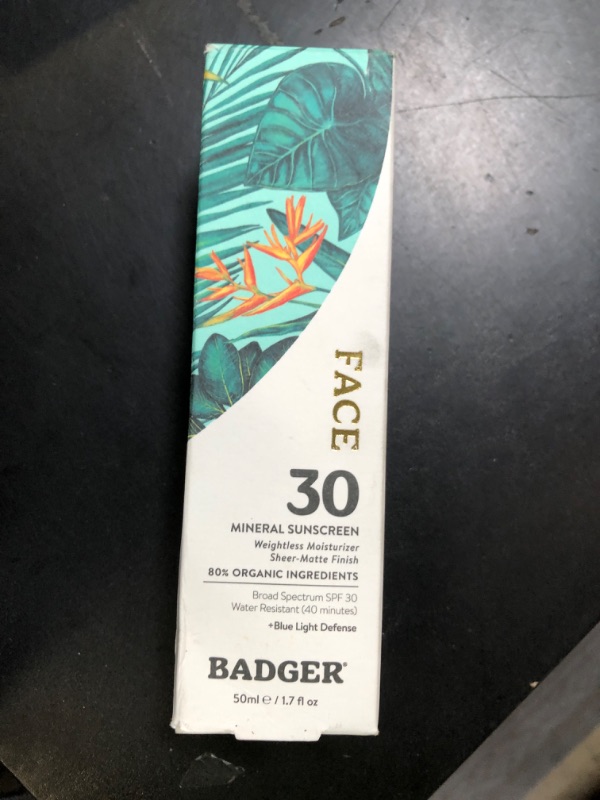 FACE
30
MINERAL SUNSCREEN
Weightless Moisturizer
Sheer-Matte Finish
80% ORGANIC INGREDIENTS
Broad Spectrum SPF 30
Water Resistant (40 minutes)
+Blue Light Defense
BADGER®
50ml ℮ / 1.7 fl oz